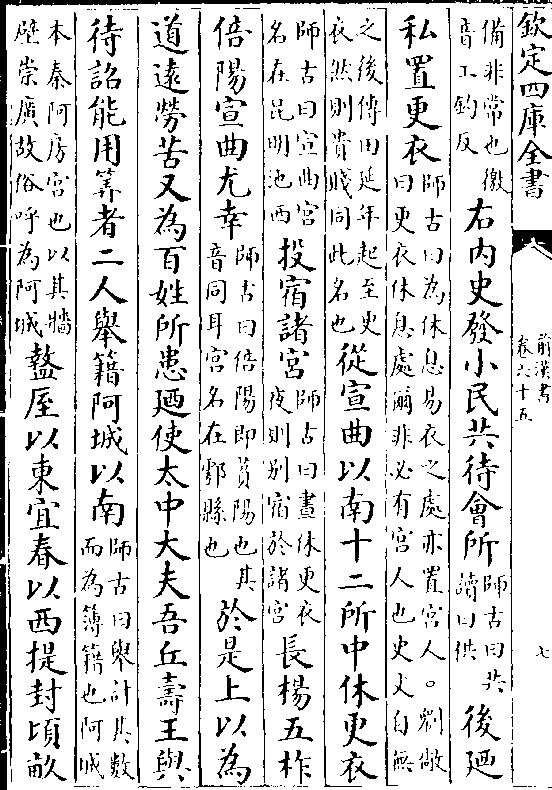 欽定四庫全書
前漢書
卷六十五
七
備非常也徼
音工釣反
右內史發小民共待會所
師古曰共
讀曰供
後廼
私置更衣
師古曰為休息易衣之處亦置宮人。劉攽
曰更衣休息處爾非必有宮人也史文自無
之後傳田延年起至更
衣然則貴賤同此名也
從宣曲以南十二所中休更衣
師古曰宣曲宮
名在昆明池西
投宿諸宮
師古曰晝休更衣
夜則别宿於諸宮
長楊五柞
倍陽宣曲尤幸
師古曰倍陽即萯陽也其
音同耳宮名在鄠縣也
於是上以為
道遠勞苦又為百姓所患廼使太中大夫吾丘壽王與
待詔能用筭者二人舉籍阿城以南
師古曰舉計其數
而為簿籍也阿城
本秦阿房宮也以其牆
壁崇廣故俗呼為阿城
盩厔以東宜春以西提封頃畝